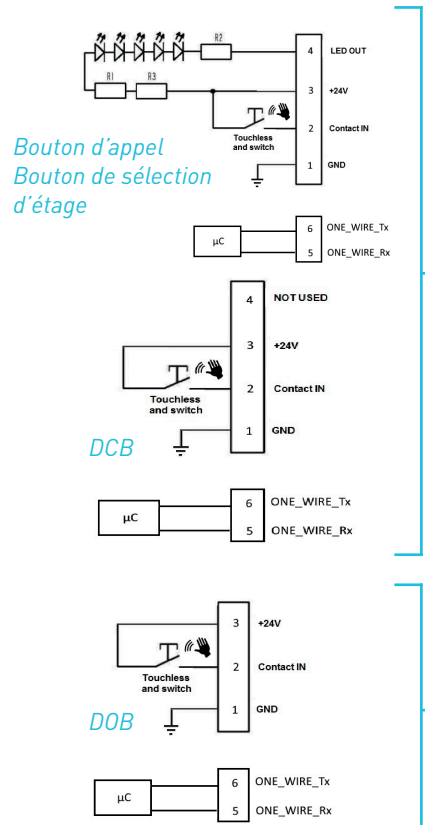 R2
4 LED OUT
R1 R3
3 +24V
Touchless
and switch
2 Contact IN
1 GND
Bouton d’appel
Bouton de sélection
d’étage
µC
6 ONE_WIRE_Tx
5 ONE_WIRE_Rx
4 NOT USED
3 +24V
2 Contact IN
Touchless
and switch
1 GND
DCB
µC
6 ONE_WIRE_Tx
5 ONE_WIRE_Rx
3 +24V
2 Contact IN
Touchless
and switch
1 GND
DOB
µC
6 ONE_WIRE_Tx
5 ONE_WIRE_Rx